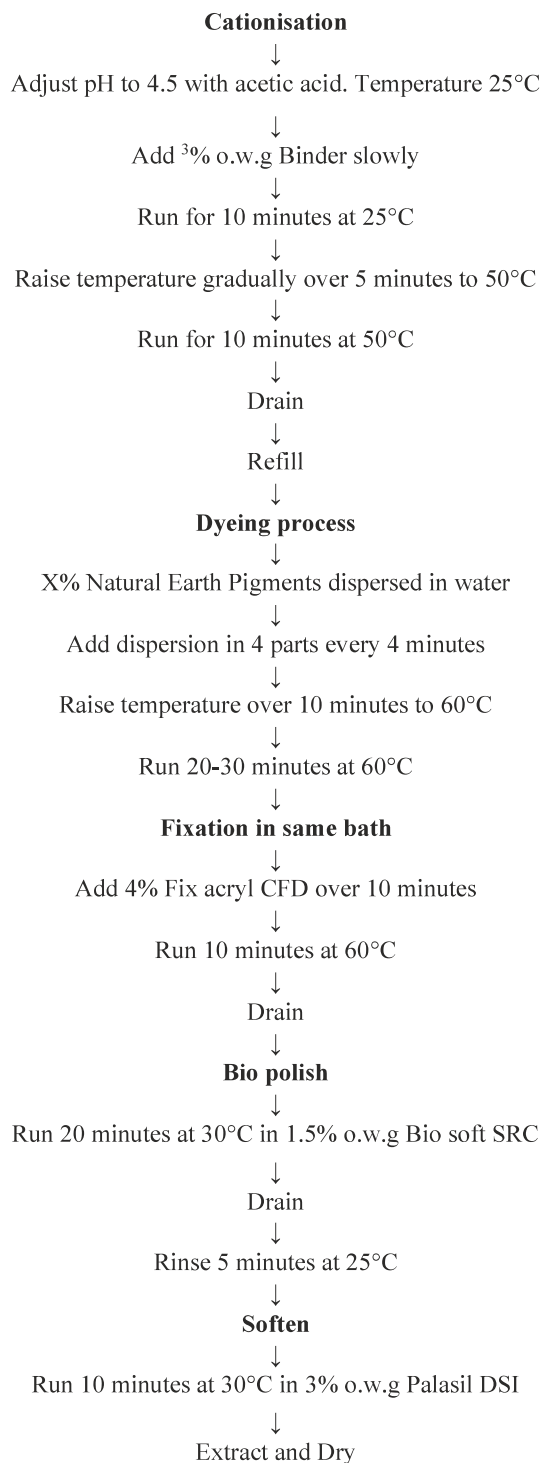 Cationisation
↓
Adjust pH to 4.5 with acetic acid. Temperature 25°C
↓
Add ³% o.w.g Binder slowly
↓
Run for 10 minutes at 25°C
↓
Raise temperature gradually over 5 minutes to 50°C
↓
Run for 10 minutes at 50°C
↓
Drain
↓
Refill
↓
Dyeing process
↓
X% Natural Earth Pigments dispersed in water
↓
Add dispersion in 4 parts every 4 minutes
↓
Raise temperature over 10 minutes to 60°C
↓
Run 20-30 minutes at 60°C
↓
Fixation in same bath
↓
Add 4% Fix acryl CFD over 10 minutes
↓
Run 10 minutes at 60°C
↓
Drain
↓
Bio polish
↓
Run 20 minutes at 30°C in 1.5% o.w.g Bio soft SRC
↓
Drain
↓
Rinse 5 minutes at 25°C
↓
Soften
↓
Run 10 minutes at 30°C in 3% o.w.g Palasil DSI
↓
Extract and Dry